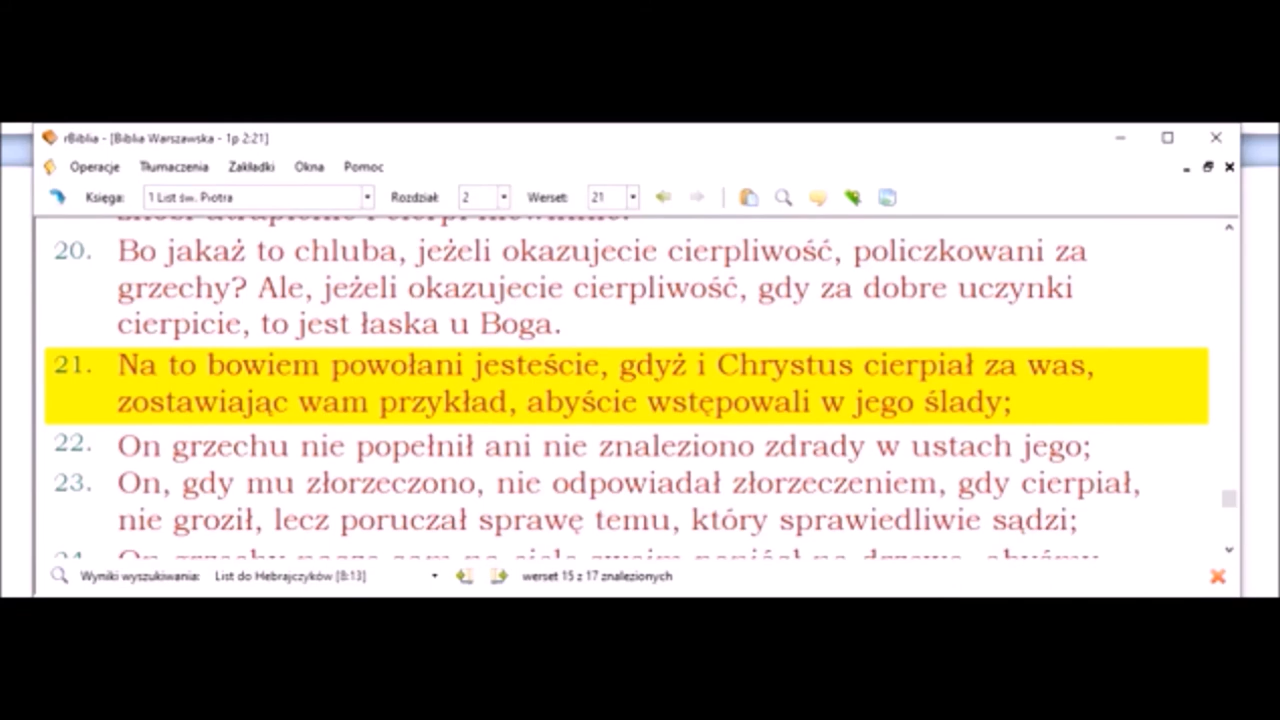 rBiblia - [Biblia Warszawska - 1p 2:21]
Operacje Tłumaczenia Zakładki Okna Pomoc
Księga: 1 List św. Piotra Rozdział: 2 Werset: 21
20. Bo jakaż to chluba, jeżeli okazujecie cierpliwość, policzkowani za
grzechy? Ale, jeżeli okazujecie cierpliwość, gdy za dobre uczynki
cierpicie, to jest łaska u Boga.
21. Na to bowiem powołani jesteście, gdyż i Chrystus cierpiał za was,
zostawiając wam przykład, abyście wstępowali w jego ślady;
22. On grzechu nie popełnił ani nie znaleziono zdrady w ustach jego;
23. On, gdy mu złorzeczono, nie odpowiadał złorzeczeniem, gdy cierpiał,
nie groził, lecz poruczał sprawę temu, który sprawiedliwie sądzi;
Wyniki wyszukiwania: List do Hebrajczyków [8:13] werset 15 z 17 znalezionych